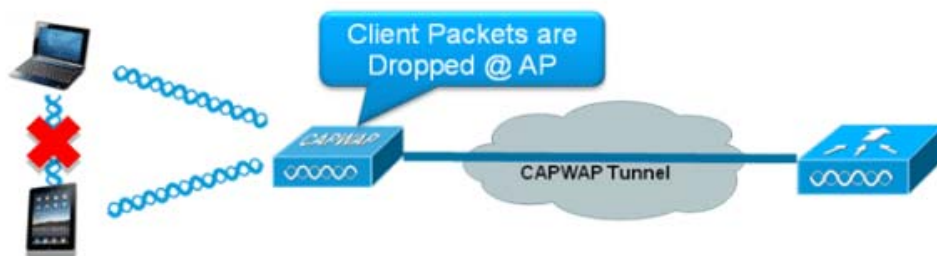 Client Packets are
Dropped @ AP
CAPWAP
CAPWAP Tunnel